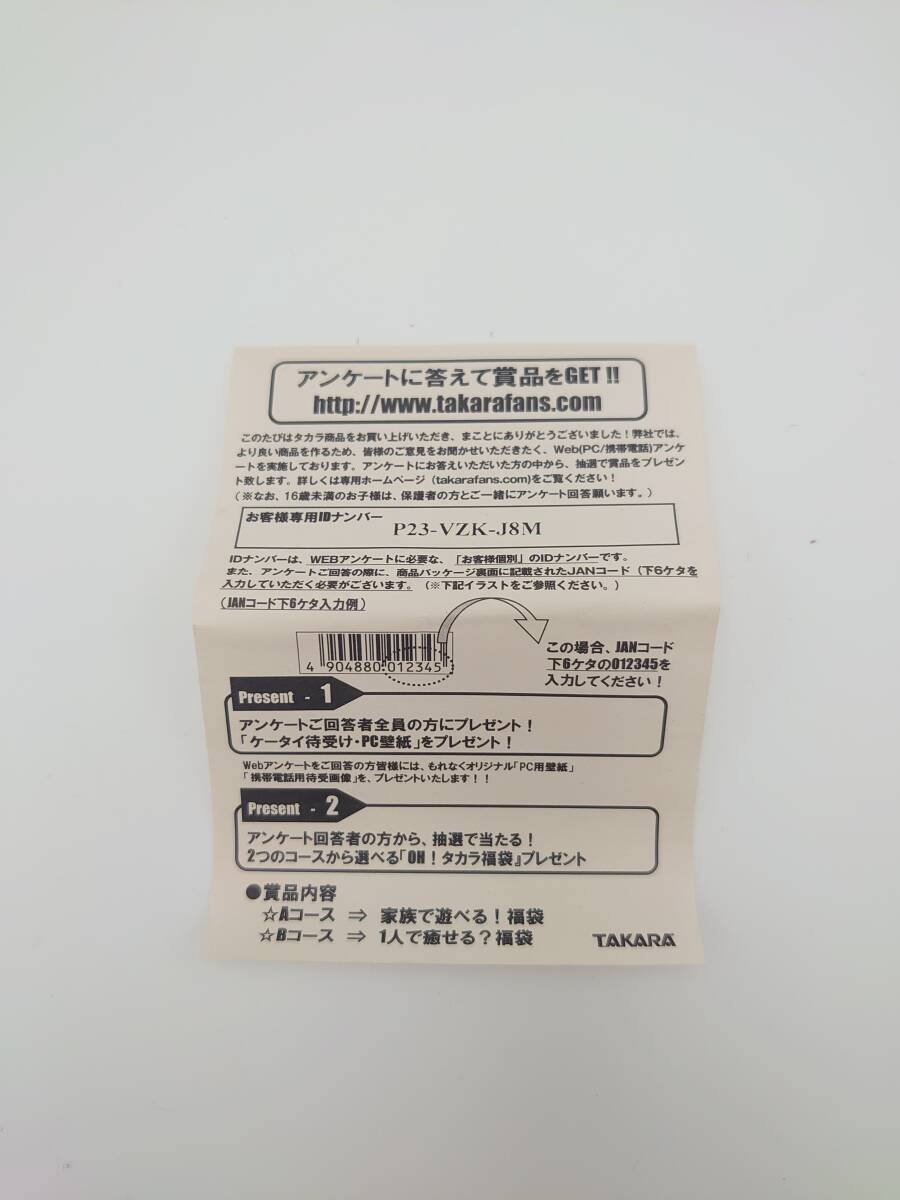 アンケートに答えて賞品をGET!!
http://www.takarafans.com
このたびはタカラ商品をお買い上げいただき、まことにありがとうございました！弊社では、
より良い商品を作るため、皆様のご意見をお聞かせいただきたく、Web(PC/携帯電話)アンケ
ートを実施しております。アンケートにお答えいただいた方の中から、抽選で賞品をプレゼン
ト致します。詳しくは専用ホームページ（takarafans.com)をご覧ください！
（※なお、16歳未満のお子様は、保護者の方とご一緒にアンケート回答願います。）
お客様専用IDナンバー
P23-VZK-J8M
IDナンバーは、WEBアンケートに必要な、「お客様個別」のIDナンバーです。
また、アンケートご回答の際に、商品パッケージ裏面に記載されたJANコード（下6ケタを
入力していただく必要がございます。（※下記イラストをご参照ください。）
（JANコード下6ケタ入力例）
4 904880 012345
この場合、JANコード
下6ケタの012345を
入力してください！
Present - 1
アンケートご回答者全員の方にプレゼント！
「ケータイ待受け・PC壁紙」をプレゼント！
Webアンケートをご回答の方皆様には、もれなくオリジナル「PC用壁紙」
「携帯電話用待受画像」を、プレゼントいたします！！
Present - 2
アンケート回答者の方から、抽選で当たる！
2つのコースから選べる「OH！タカラ福袋』プレゼント
●賞品内容
☆Aコース ⇒ 家族で遊べる！福袋
☆Bコース ⇒ 1人で癒せる？福袋
TAKARA